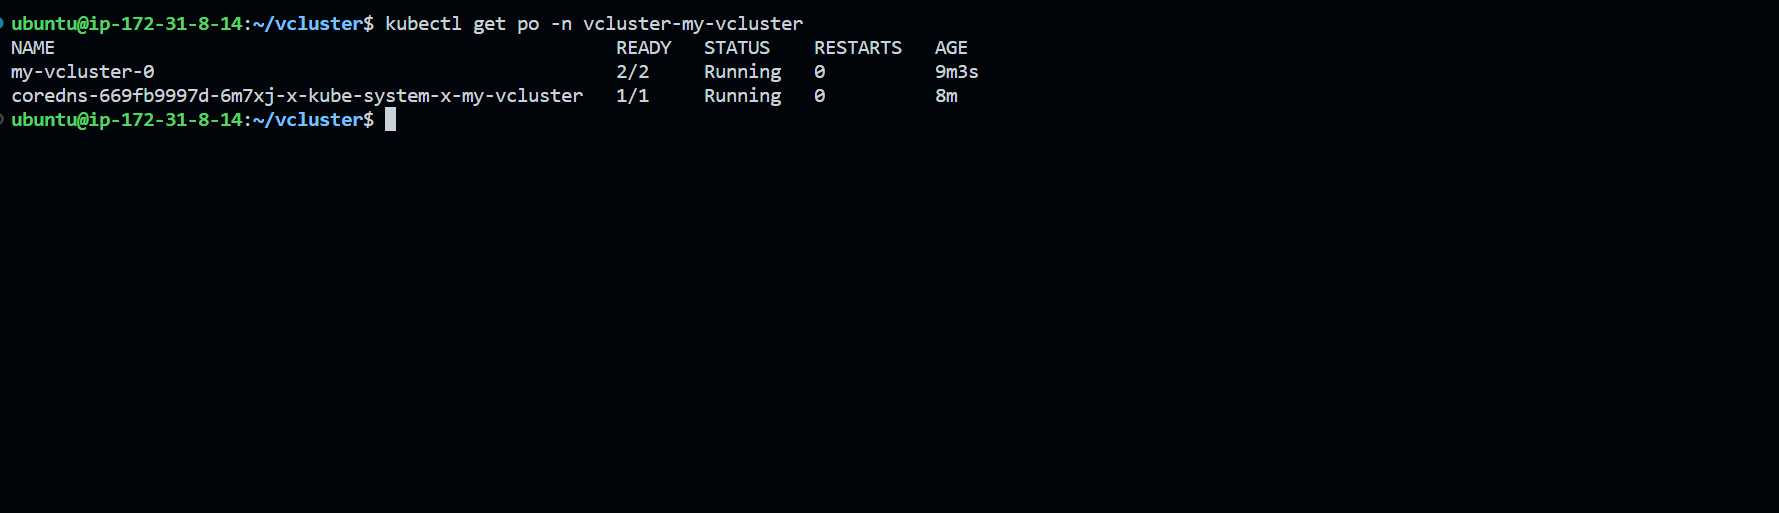 ubuntu@ip-172-31-8-14:~/vcluster$ kubectl get po -n vcluster-my-vcluster
NAME READY STATUS RESTARTS AGE
my-vcluster-0 2/2 Running 0 9m3s
coredns-669fb9997d-6m7xj-x-kube-system-x-my-vcluster 1/1 Running 0 8m
ubuntu@ip-172-31-8-14:~/vcluster$